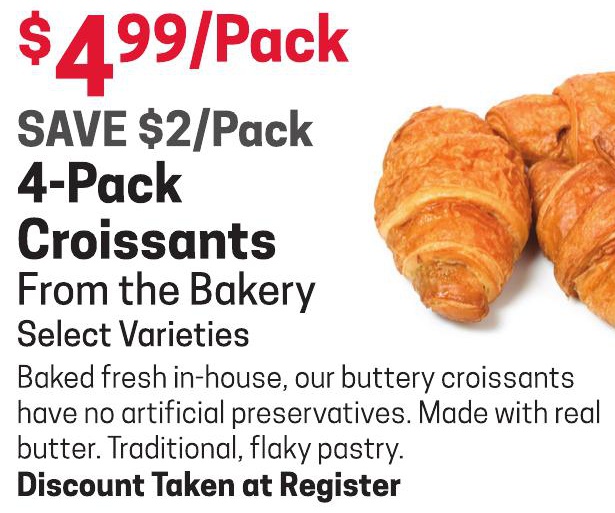 $4.99/Pack
SAVE $2/Pack
4-Pack
Croissants
From the Bakery
Select Varieties
Baked fresh in-house, our buttery croissants
have no artificial preservatives. Made with real
butter. Traditional, flaky pastry.
Discount Taken at Register